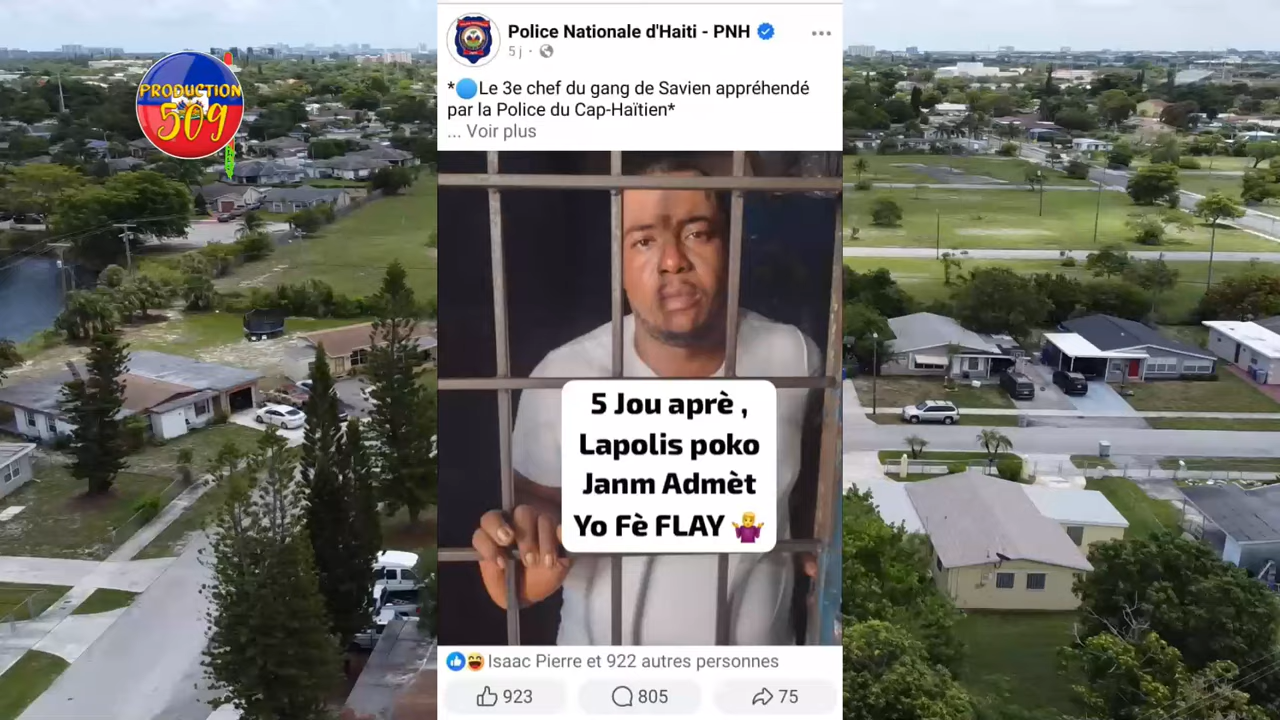 PRODUCTION
509
Police Nationale d'Haiti - PNH
5 j
*🔵Le 3e chef du gang de Savien appréhendé
par la Police du Cap-Haïtien*
... Voir plus
5 Jou aprè ,
Lapolis poko
Janm Admèt
Yo Fè FLAY 🤷‍♂️
Isaac Pierre et 922 autres personnes
923
805
75